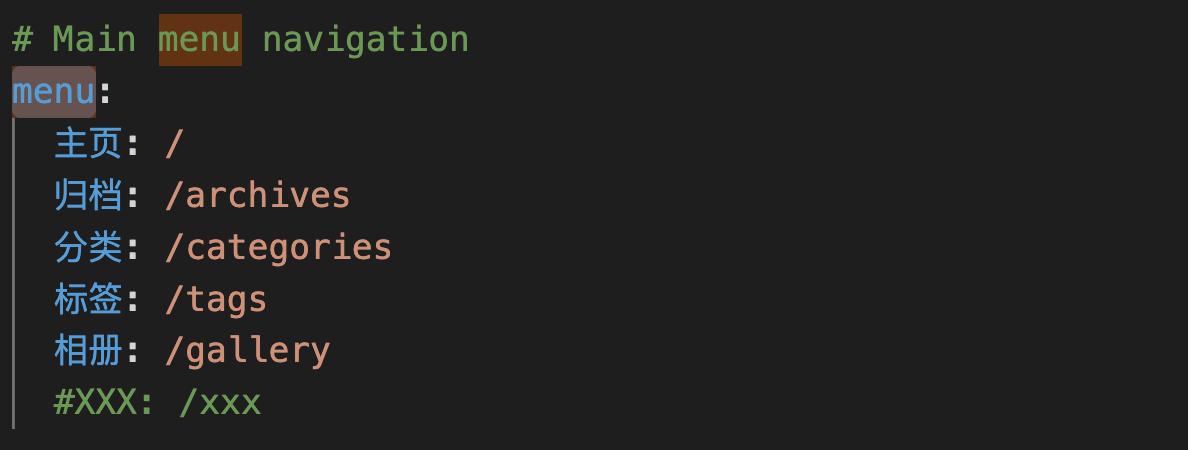 # Main menu navigation
menu:
主页: /
归档: /archives
分类: /categories
标签: /tags
相册: /gallery
#XXX: /xxx